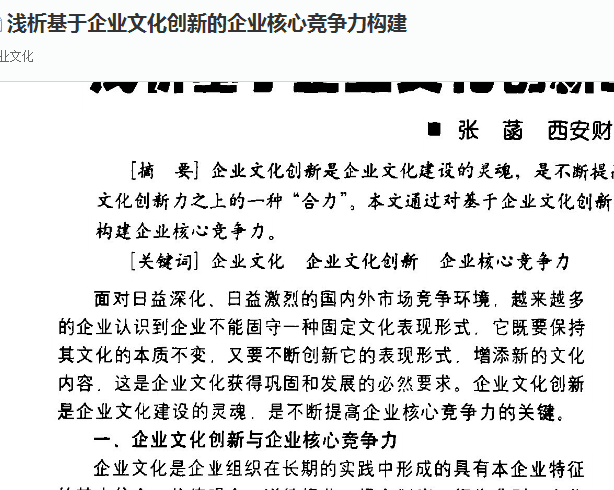 浅析基于企业文化创新的企业核心竞争力构建
业文化
■ 张 菡 西安财
[摘 要] 企业文化创新是企业文化建设的灵魂，是不断提高
文化创新力之上的一种“合力”。本文通过对基于企业文化创新
构建企业核心竞争力。
[关键词] 企业文化 企业文化创新 企业核心竞争力
面对日益深化、日益激烈的国内外市场竞争环境，越来越多
的企业认识到企业不能固守一种固定文化表现形式，它既要保持
其文化的本质不变，又要不断创新它的表现形式，增添新的文化
内容，这是企业文化获得巩固和发展的必然要求。企业文化创新
是企业文化建设的灵魂，是不断提高企业核心竞争力的关键。
一、企业文化创新与企业核心竞争力
企业文化是企业组织在长期的实践中形成的具有本企业特征